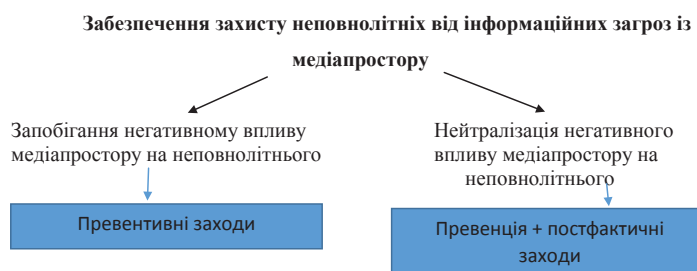 Забезпечення захисту неповнолітніх від інформаційних загроз із
медіапростору
Запобігання негативному впливу
медіапростору на неповнолітнього
Нейтралізація негативного
впливу медіапростору на
неповнолітнього
Превентивні заходи
Превенція + постфактичні
заходи